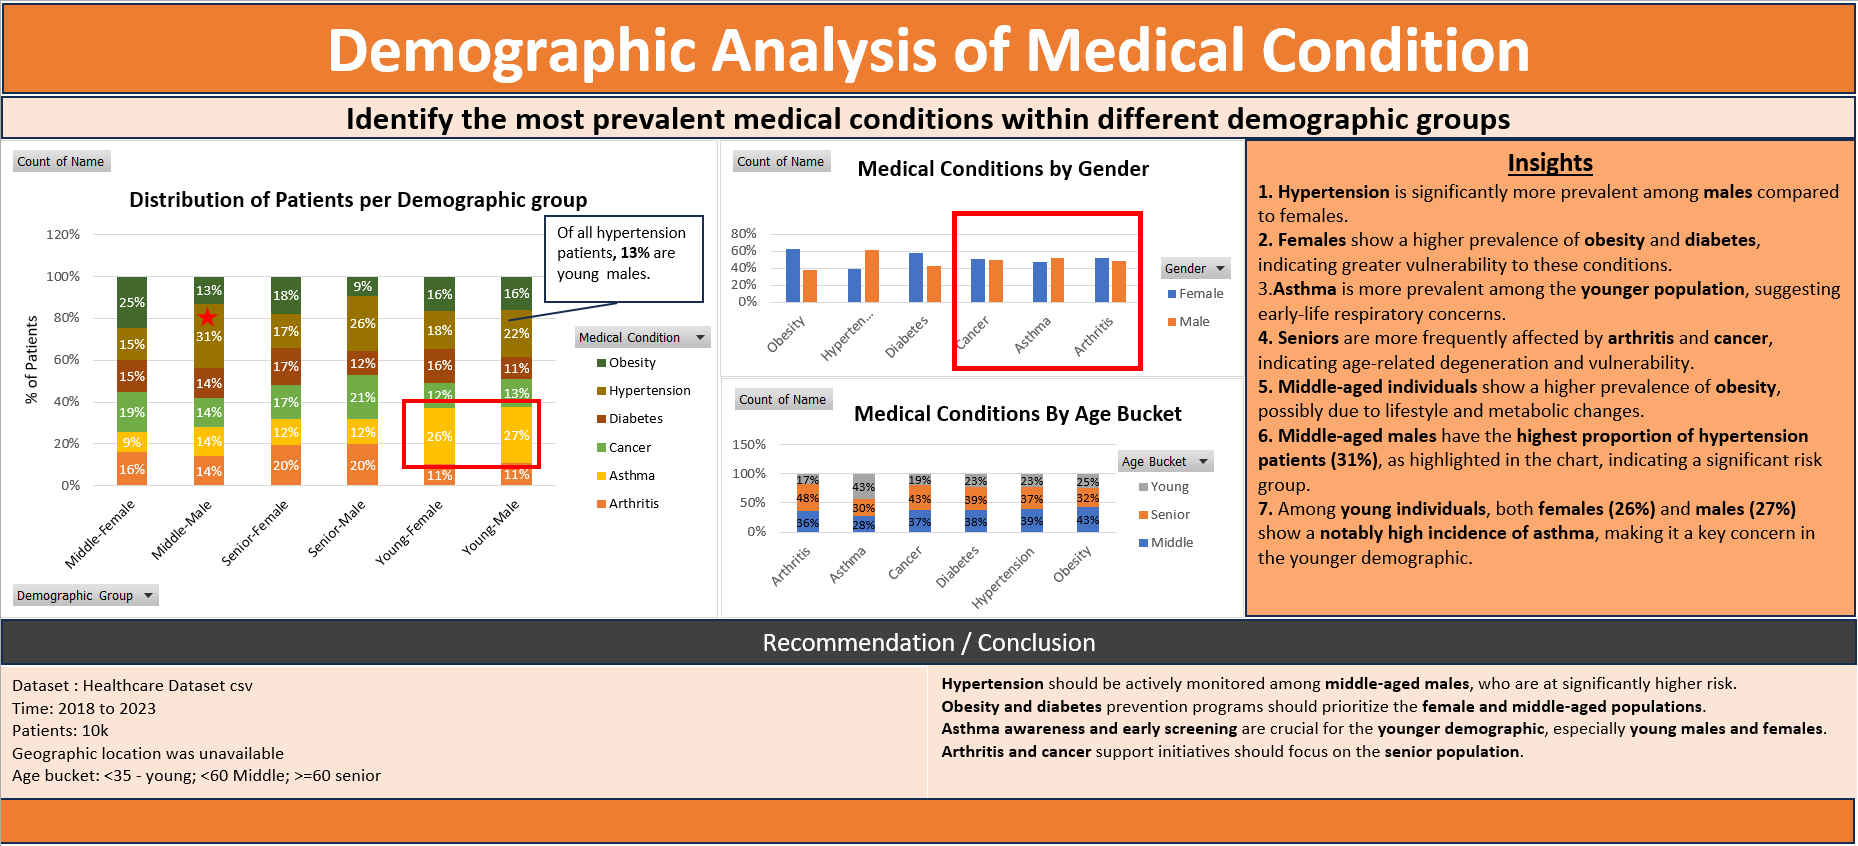 Demographic Analysis of Medical Condition
Identify the most prevalent medical conditions within different demographic groups
Count of Name
Distribution of Patients per Demographic group
Of all hypertension
patients, 13% are
young males.
% of Patients
120%
100%
80%
60%
40%
20%
0%
25%
15%
15%
19%
9%
16%
13%
31%
14%
14%
14%
14%
18%
17%
17%
17%
12%
20%
9%
26%
12%
21%
12%
20%
16%
18%
16%
12%
26%
11%
16%
22%
11%
13%
27%
11%
Middle-Female
Middle-Male
Senior-Female
Senior-Male
Young-Female
Young-Male
Medical Condition
Obesity
Hypertension
Diabetes
Cancer
Asthma
Arthritis
Demographic Group
Count of Name
Medical Conditions by Gender
80%
60%
40%
20%
0%
Obesity
Hyperten...
Diabetes
Cancer
Asthma
Arthritis
Gender
Female
Male
Count of Name
Medical Conditions By Age Bucket
150%
100%
50%
0%
17%
48%
36%
43%
30%
28%
19%
43%
37%
23%
39%
38%
23%
37%
39%
25%
32%
43%
Arthritis
Asthma
Cancer
Diabetes
Hypertension
Obesity
Age Bucket
Young
Senior
Middle
Insights
1. Hypertension is significantly more prevalent among males compared
to females.
2. Females show a higher prevalence of obesity and diabetes,
indicating greater vulnerability to these conditions.
3.Asthma is more prevalent among the younger population, suggesting
early-life respiratory concerns.
4. Seniors are more frequently affected by arthritis and cancer,
indicating age-related degeneration and vulnerability.
5. Middle-aged individuals show a higher prevalence of obesity,
possibly due to lifestyle and metabolic changes.
6. Middle-aged males have the highest proportion of hypertension
patients (31%), as highlighted in the chart, indicating a significant risk
group.
7. Among young individuals, both females (26%) and males (27%)
show a notably high incidence of asthma, making it a key concern in
the younger demographic.
Recommendation / Conclusion
Dataset : Healthcare Dataset csv
Time: 2018 to 2023
Patients: 10k
Geographic location was unavailable
Age bucket: <35 - young; <60 Middle; >=60 senior
Hypertension should be actively monitored among middle-aged males, who are at significantly higher risk.
Obesity and diabetes prevention programs should prioritize the female and middle-aged populations.
Asthma awareness and early screening are crucial for the younger demographic, especially young males and females.
Arthritis and cancer support initiatives should focus on the senior population.